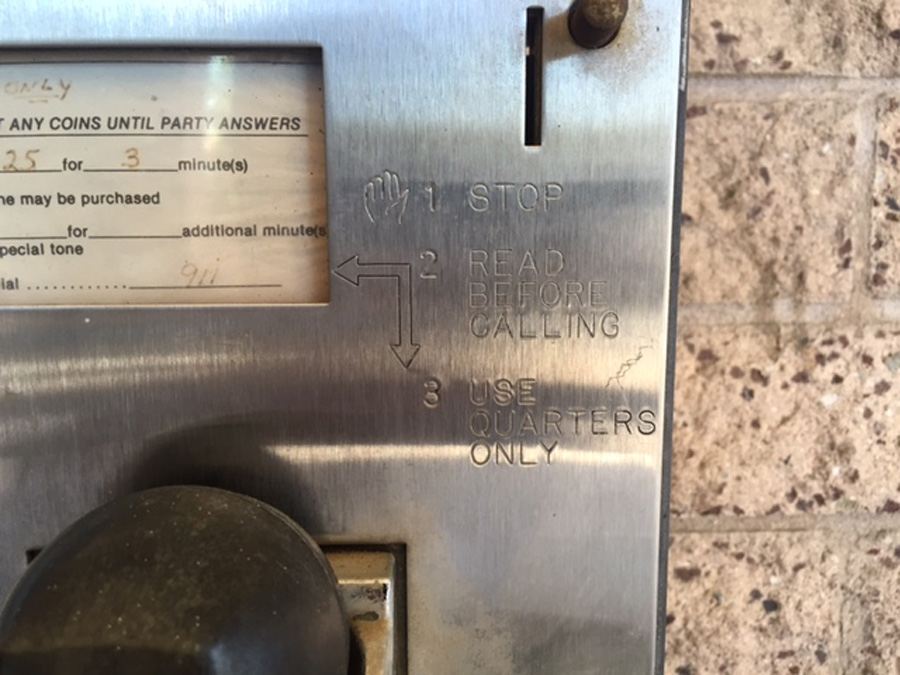 ONLY
T ANY COINS UNTIL PARTY ANSWERS
25 for 3 minute(s)
ne may be purchased
for additional minute(s
pecial tone
ial .............. 911
1 STOP
2 READ
BEFORE
CALLING
3 USE
QUARTERS
ONLY